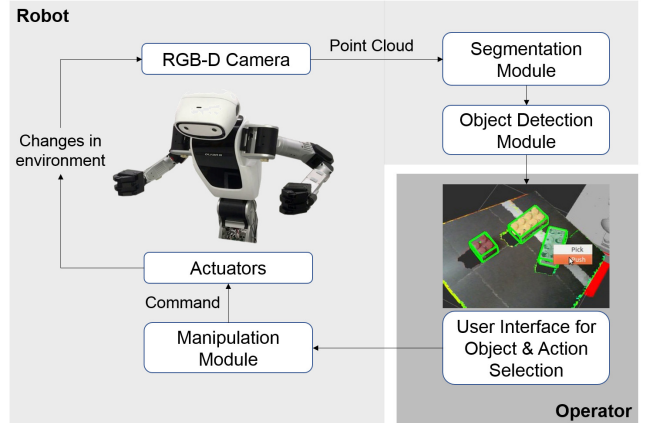 Robot
RGB-D Camera
Point Cloud
Segmentation
Module
Object Detection
Module
Changes in
environment
Pick
Push
Actuators
Command
Manipulation
Module
User Interface for
Object & Action
Selection
Operator